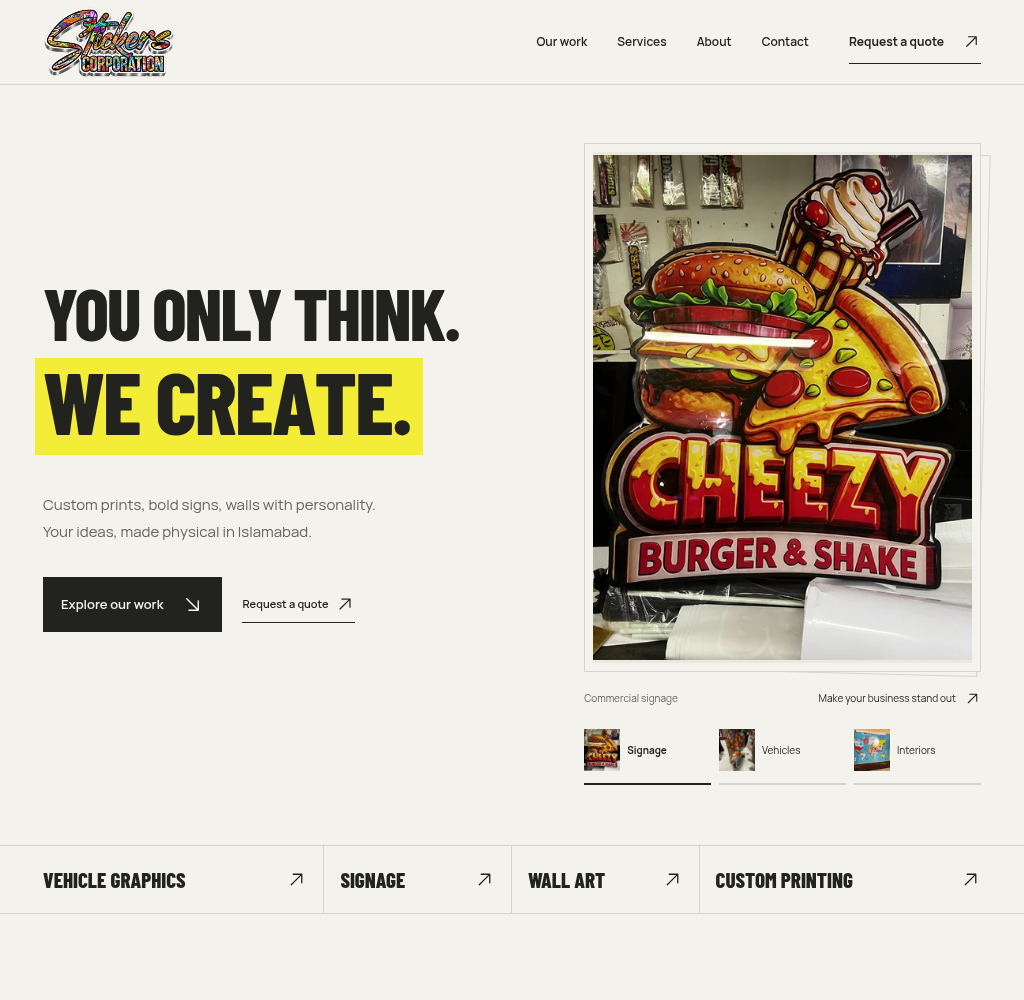 Stickers
CORPORATION
Our work
Services
About
Contact
Request a quote
YOU ONLY THINK.
WE CREATE.
Custom prints, bold signs, walls with personality.
Your ideas, made physical in Islamabad.
Explore our work
Request a quote
CHEEZY
BURGER & SHAKE
Commercial signage
Make your business stand out
Signage
Vehicles
Interiors
VEHICLE GRAPHICS
SIGNAGE
WALL ART
CUSTOM PRINTING